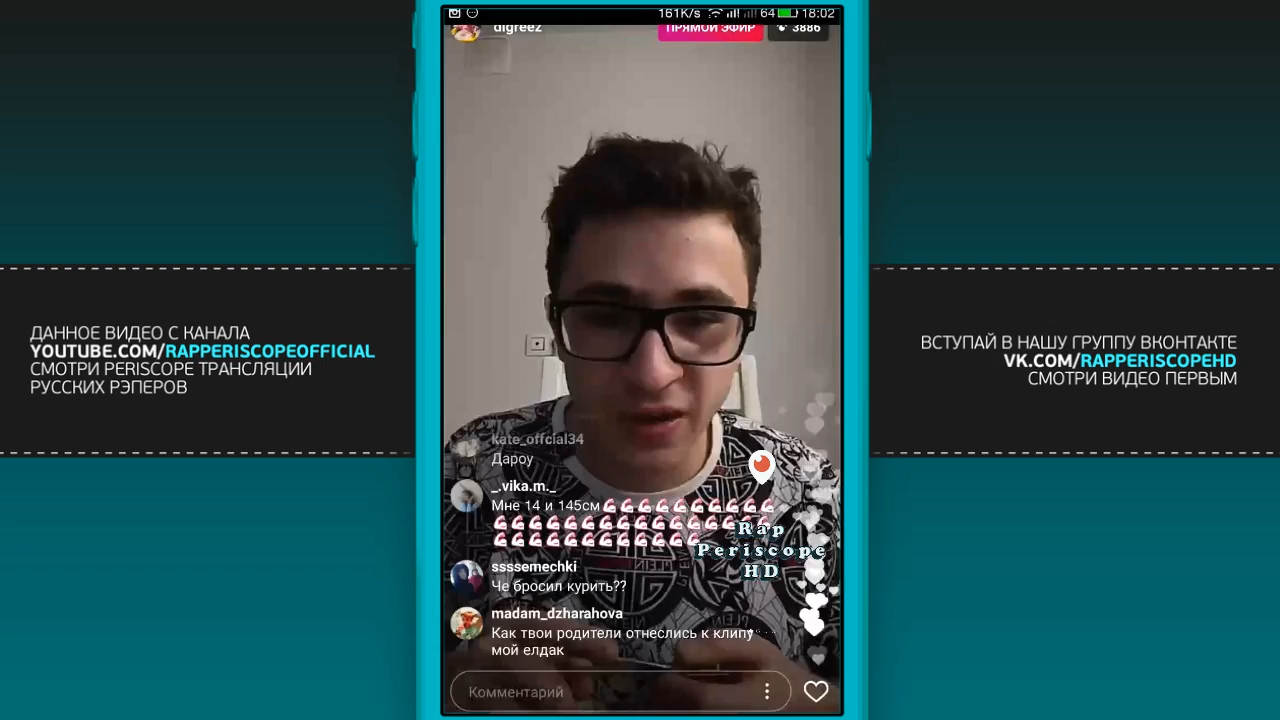 161K/s 64 18:02
digreez
ПРЯМОЙ ЭФИР
3886
ДАННОЕ ВИДЕО С КАНАЛА
YOUTUBE.COM/RAPPERISCOPEOFFICIAL
СМОТРИ PERISCOPE ТРАНСЛЯЦИИ
РУССКИХ РЭПЕРОВ
ВСТУПАЙ В НАШУ ГРУППУ ВКОНТАКТЕ
VK.COM/RAPPERISCOPEHD
СМОТРИ ВИДЕО ПЕРВЫМ
kate_offcial34
Дароу
_.vika.m._
Мне 14 и 145см
Rap
Periscope
HD
ssssemechki
Че бросил курить??
madam_dzharahova
Как твои родители отнеслись к клипу
мой елдак
Комментарий